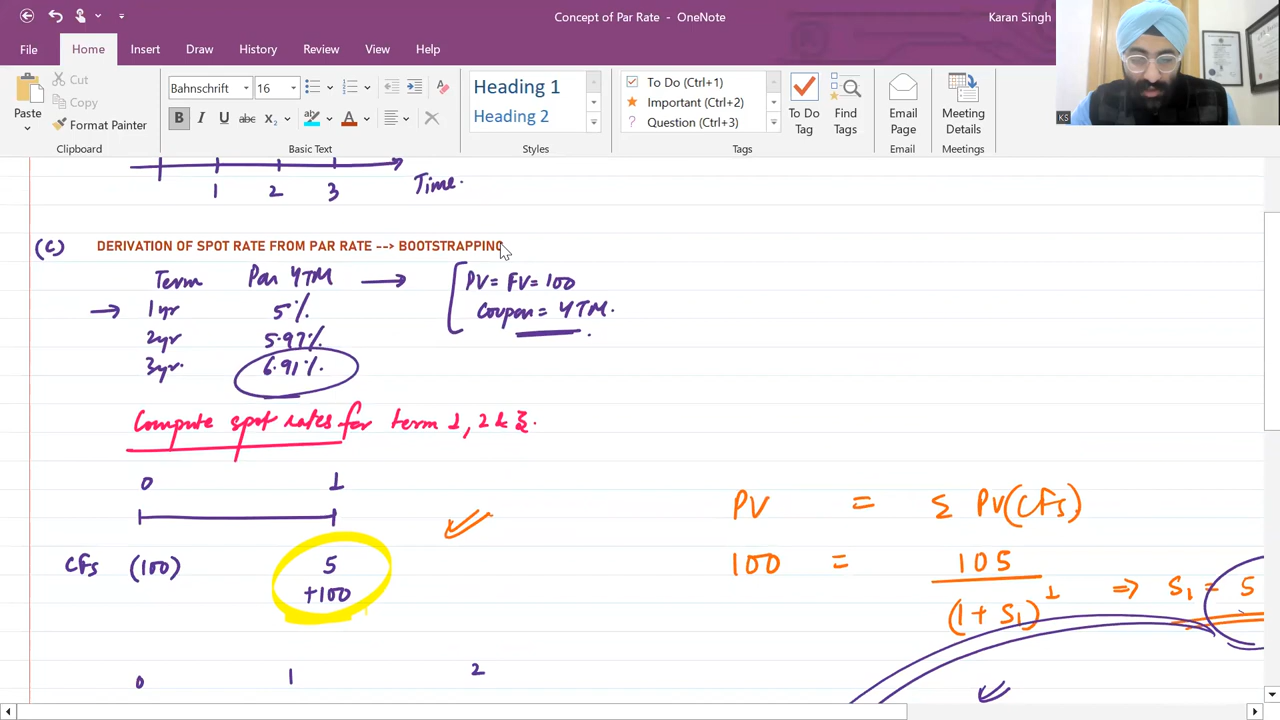 Concept of Par Rate - OneNote
Karan Singh
File Home Insert Draw History Review View Help
Paste
Cut
Copy
Format Painter
Clipboard
Bahnschrift 16
B I U abc X₂ A
Basic Text
Heading 1
Heading 2
Styles
To Do (Ctrl+1)
Important (Ctrl+2)
Question (Ctrl+3)
To Do Tag
Find Tags
Tags
Email Page
Email
Meeting Details
Meetings
KS
1 2 3 Time.
(C) DERIVATION OF SPOT RATE FROM PAR RATE --> BOOTSTRAPPING
Term Par YTM → PV = FV = 100
→ 1yr 5% Coupon = YTM.
2yr 5.97%
3yr. 6.91%
Compute spot rates for term 1, 2 & 3.
0 1
PV = Σ PV(CFs)
CFs (100) 5
+100
100 = 105
(1 + S₁)¹ ⇒ S₁ = 5
0 1 2